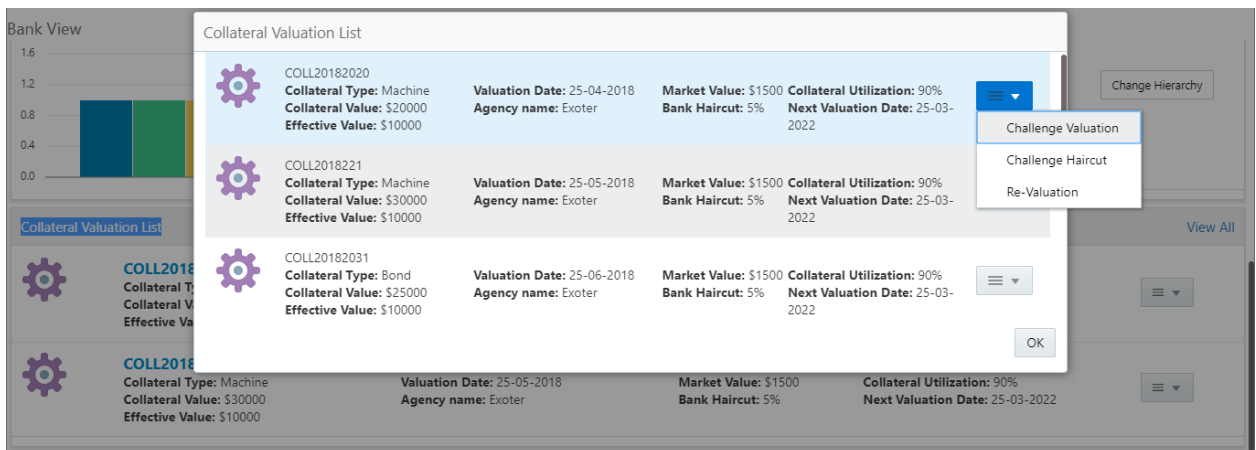 Bank View
1.6
1.2
0.8
0.4
0.0
Change Hierarchy
Collateral Valuation List
COLL20182020
Collateral Type: Machine
Collateral Value: $20000
Effective Value: $10000
Valuation Date: 25-04-2018
Agency name: Exoter
Market Value: $1500
Bank Haircut: 5%
Collateral Utilization: 90%
Next Valuation Date: 25-03-
2022
Challenge Valuation
Challenge Haircut
Re-Valuation
COLL2018221
Collateral Type: Machine
Collateral Value: $30000
Effective Value: $10000
Valuation Date: 25-05-2018
Agency name: Exoter
Market Value: $1500
Bank Haircut: 5%
Collateral Utilization: 90%
Next Valuation Date: 25-03-
2022
COLL20182031
Collateral Type: Bond
Collateral Value: $25000
Effective Value: $10000
Valuation Date: 25-06-2018
Agency name: Exoter
Market Value: $1500
Bank Haircut: 5%
Collateral Utilization: 90%
Next Valuation Date: 25-03-
2022
OK
Collateral Valuation List
View All
COLL2018
Collateral T
Collateral V
Effective Va
COLL2018
Collateral Type: Machine
Collateral Value: $30000
Effective Value: $10000
Valuation Date: 25-05-2018
Agency name: Exoter
Market Value: $1500
Bank Haircut: 5%
Collateral Utilization: 90%
Next Valuation Date: 25-03-2022